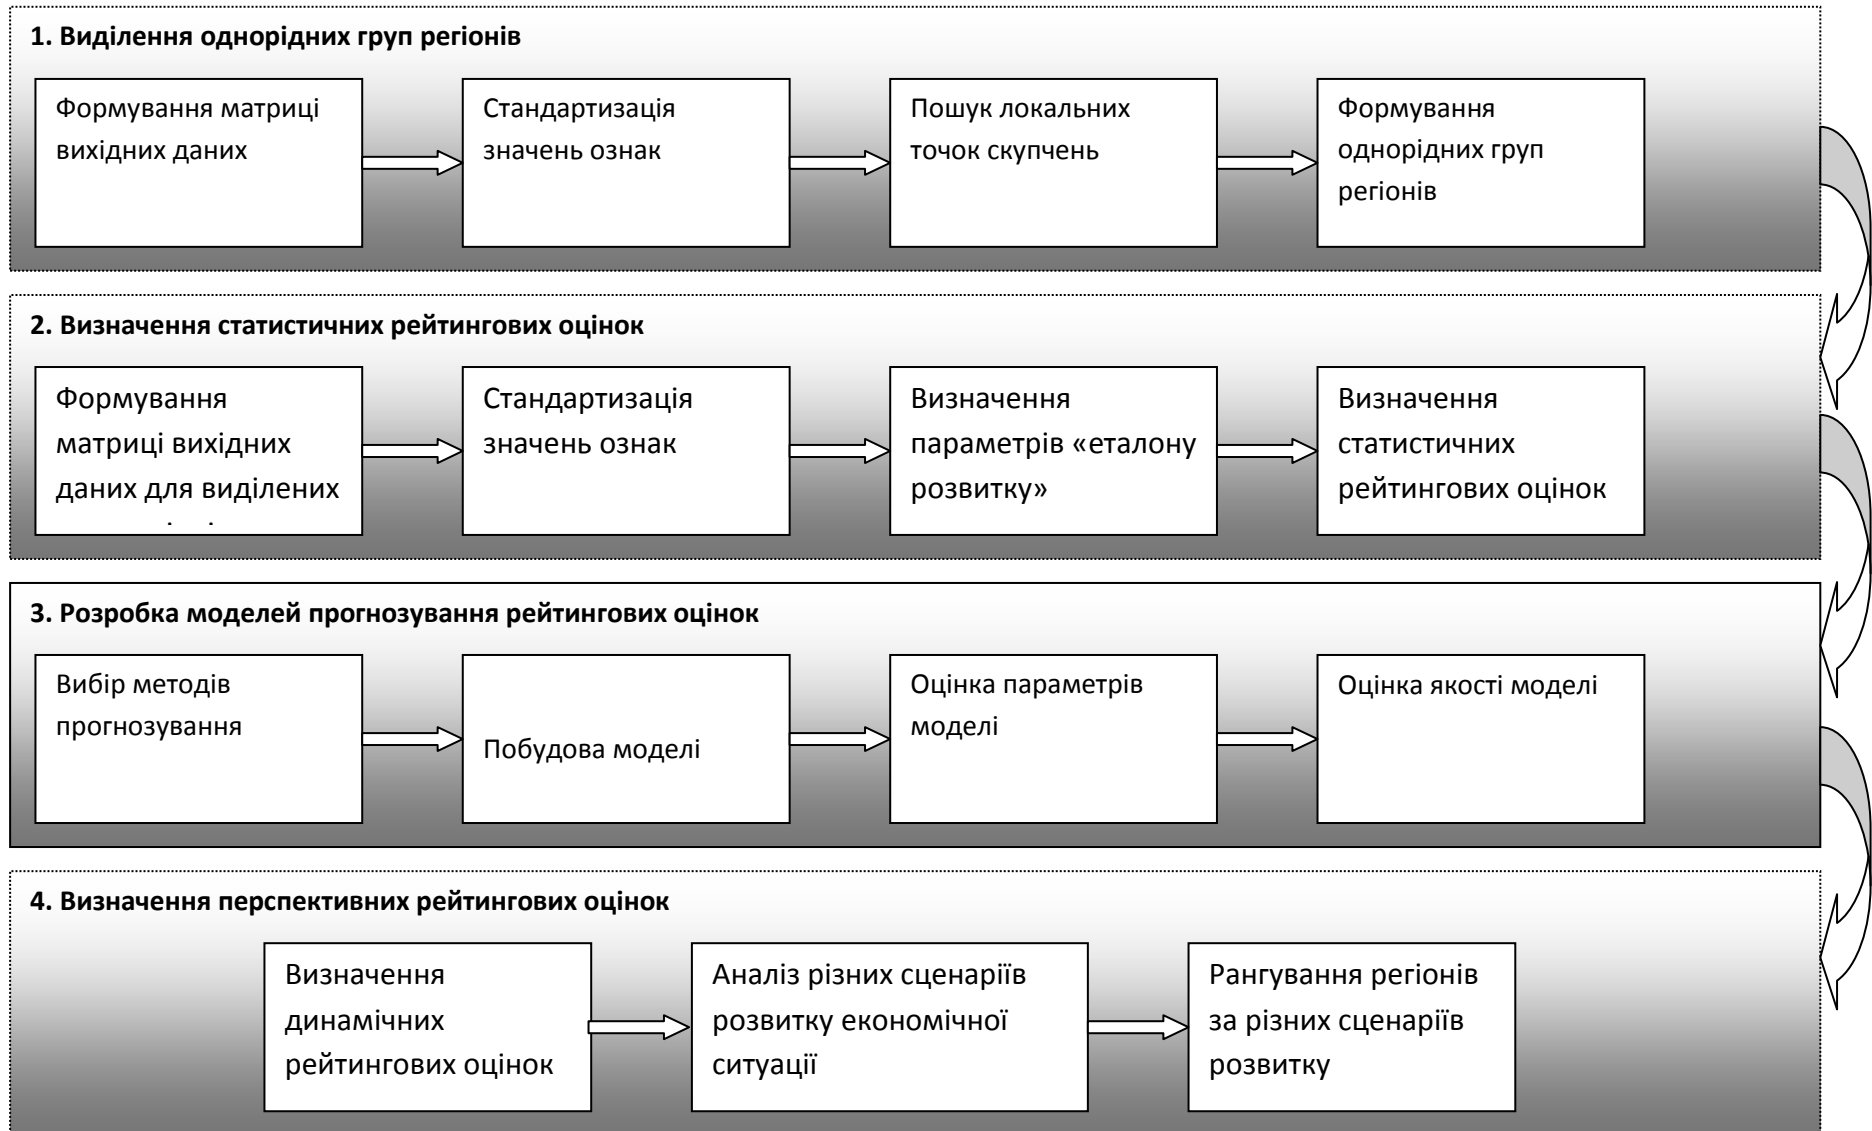 1. Виділення однорідних груп регіонів
Формування матриці
вихідних даних
Стандартизація
значень ознак
Пошук локальних
точок скупчень
Формування
однорідних груп
регіонів
2. Визначення статистичних рейтингових оцінок
Формування
матриці вихідних
даних для виділених
Стандартизація
значень ознак
Визначення
параметрів «еталону
розвитку»
Визначення
статистичних
рейтингових оцінок
3. Розробка моделей прогнозування рейтингових оцінок
Вибір методів
прогнозування
Побудова моделі
Оцінка параметрів
моделі
Оцінка якості моделі
4. Визначення перспективних рейтингових оцінок
Визначення
динамічних
рейтингових оцінок
Аналіз різних сценаріїв
розвитку економічної
ситуації
Рангування регіонів
за різних сценаріїв
розвитку